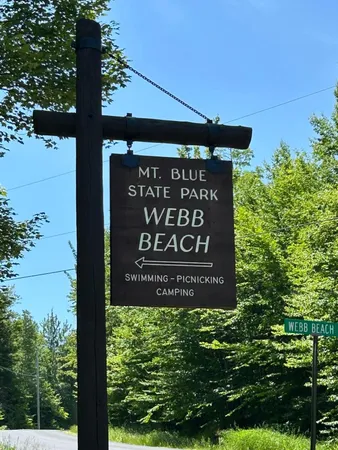 MT. BLUE
STATE PARK
WEBB
BEACH
SWIMMING - PICNICKING
CAMPING
WEBB BEACH